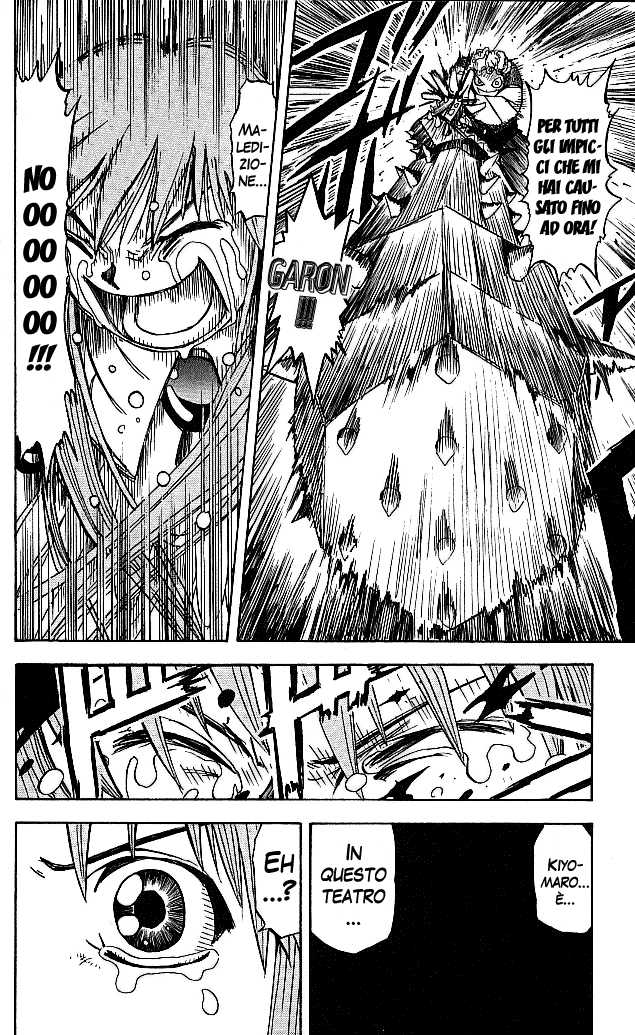 PER TUTTI
GLI IMPIC-
CI CHE MI
HAI CAU-
SATO FINO
AD ORA!
GARON
!!!
MA-
LEDI-
ZIO-
NE...
NO
OO
OO
OO
OO
!!!
KIYO-
MARO...
È...
IN
QUESTO
TEATRO
...
EH
...?